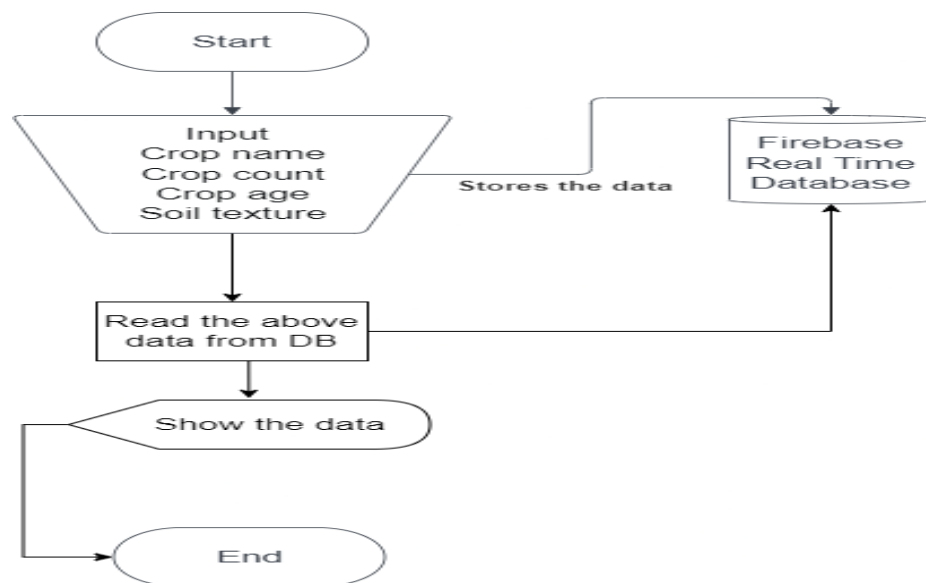 Start
Input
Crop name
Crop count
Crop age
Soil texture
Stores the data
Firebase
Real Time
Database
Read the above
data from DB
Show the data
End